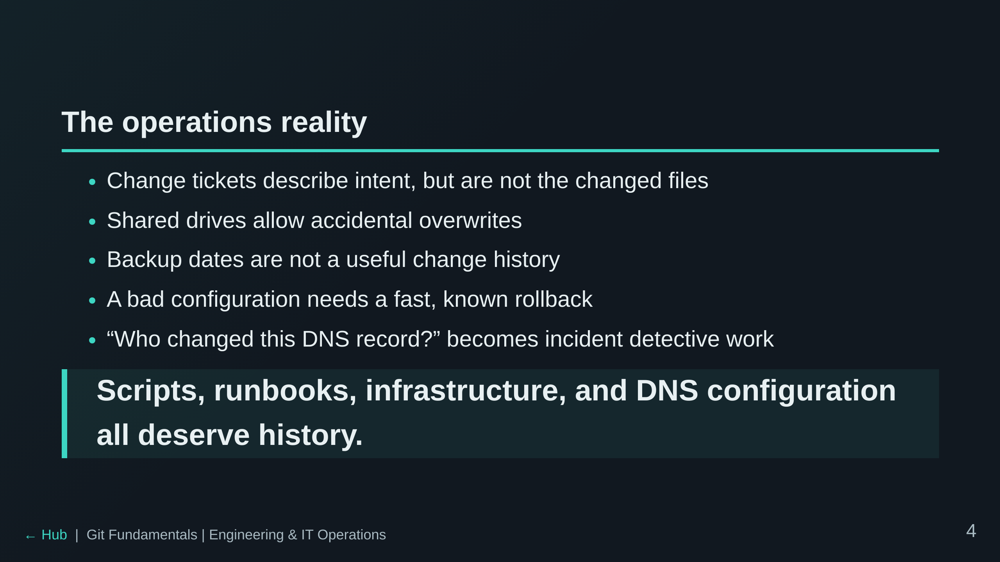 The operations reality
• Change tickets describe intent, but are not the changed files
• Shared drives allow accidental overwrites
• Backup dates are not a useful change history
• A bad configuration needs a fast, known rollback
• “Who changed this DNS record?” becomes incident detective work
Scripts, runbooks, infrastructure, and DNS configuration
all deserve history.
← Hub | Git Fundamentals | Engineering & IT Operations
4